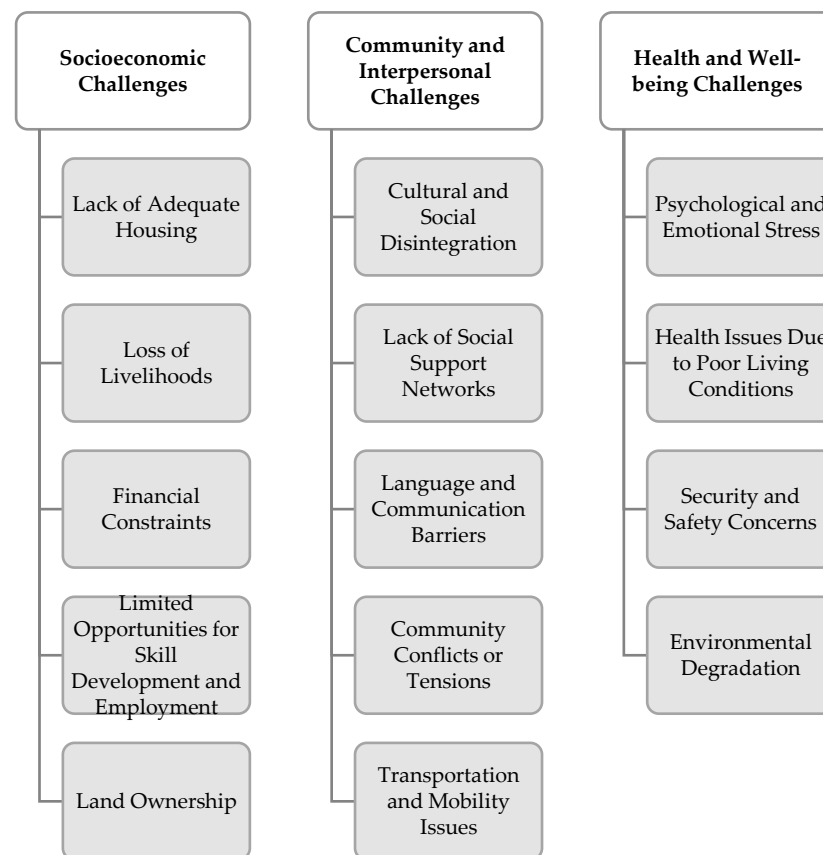 Socioeconomic
Challenges
Lack of Adequate
Housing
Loss of
Livelihoods
Financial
Constraints
Limited
Opportunities for
Skill
Development and
Employment
Land Ownership
Community and
Interpersonal
Challenges
Cultural and
Social
Disintegration
Lack of Social
Support
Networks
Language and
Communication
Barriers
Community
Conflicts or
Tensions
Transportation
and Mobility
Issues
Health and Well-
being Challenges
Psychological and
Emotional Stress
Health Issues Due
to Poor Living
Conditions
Security and
Safety Concerns
Environmental
Degradation